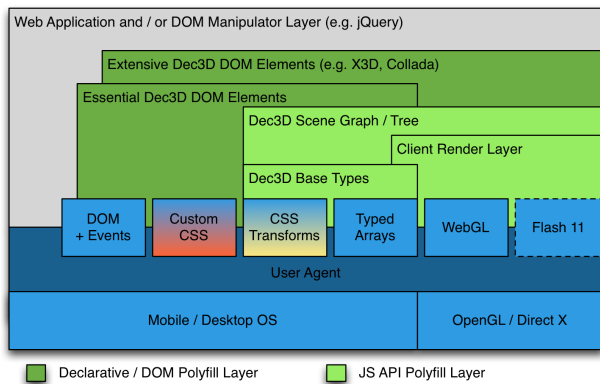 Web Application and / or DOM Manipulator Layer (e.g. jQuery)
Extensive Dec3D DOM Elements (e.g. X3D, Collada)
Essential Dec3D DOM Elements
Dec3D Scene Graph / Tree
Client Render Layer
Dec3D Base Types
DOM
+ Events
Custom
CSS
CSS
Transforms
Typed
Arrays
WebGL
Flash 11
User Agent
Mobile / Desktop OS
OpenGL / Direct X
Declarative / DOM Polyfill Layer
JS API Polyfill Layer